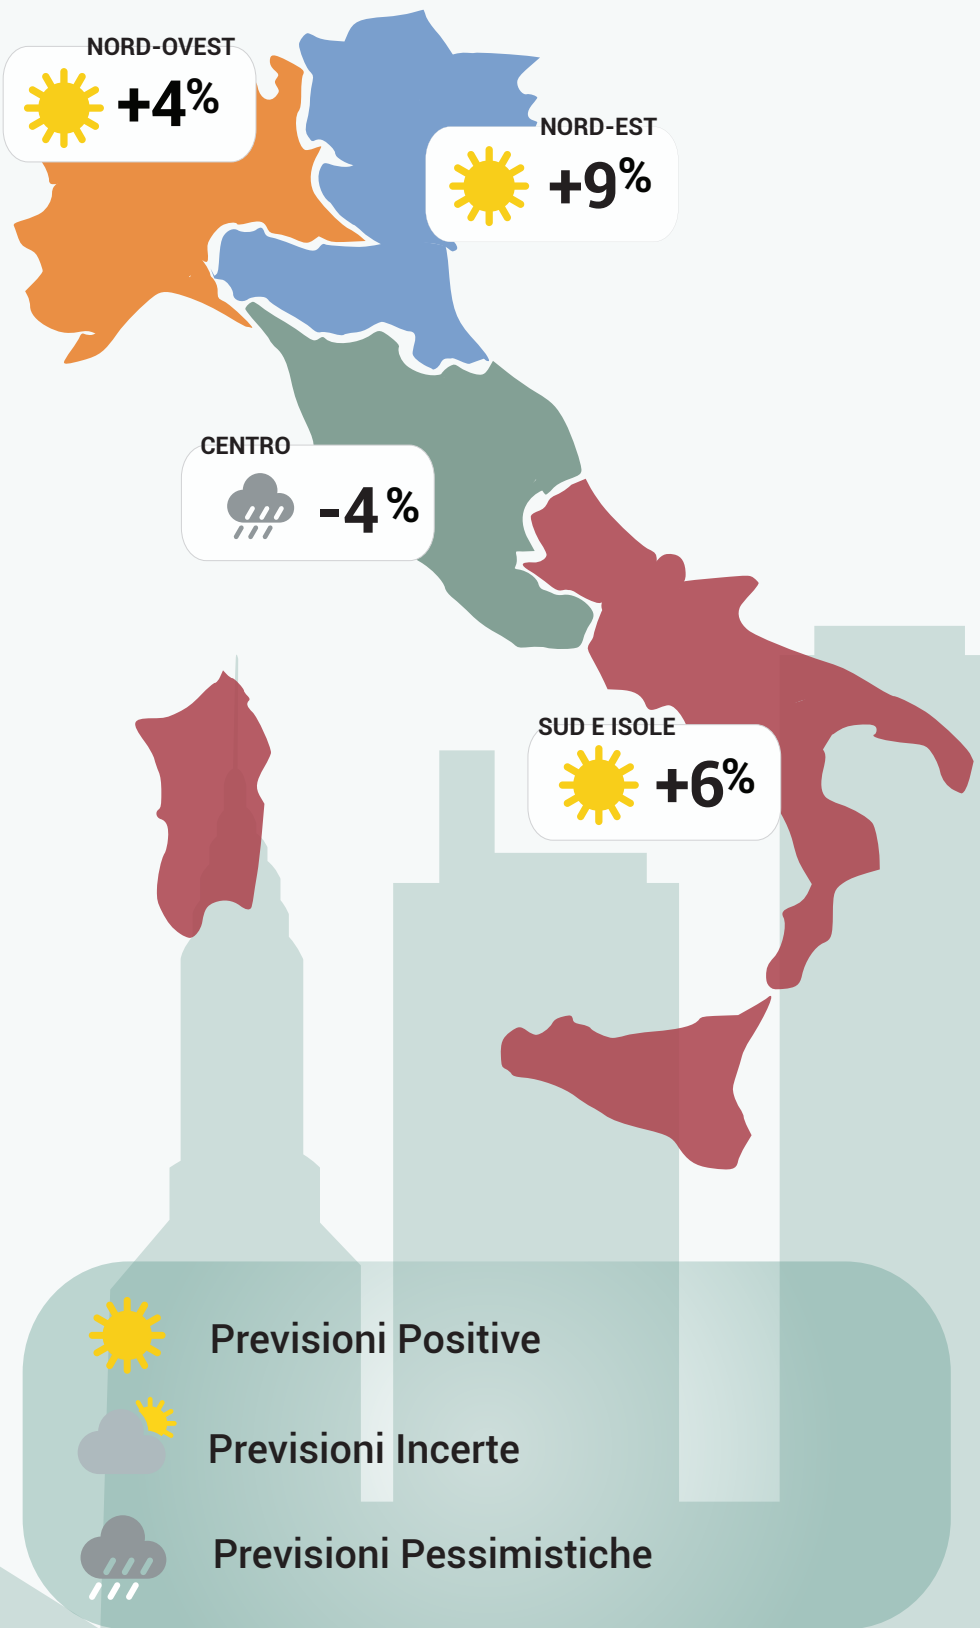 NORD-OVEST
+4%
NORD-EST
+9%
CENTRO
-4%
SUD E ISOLE
+6%
Previsioni Positive
Previsioni Incerte
Previsioni Pessimistiche